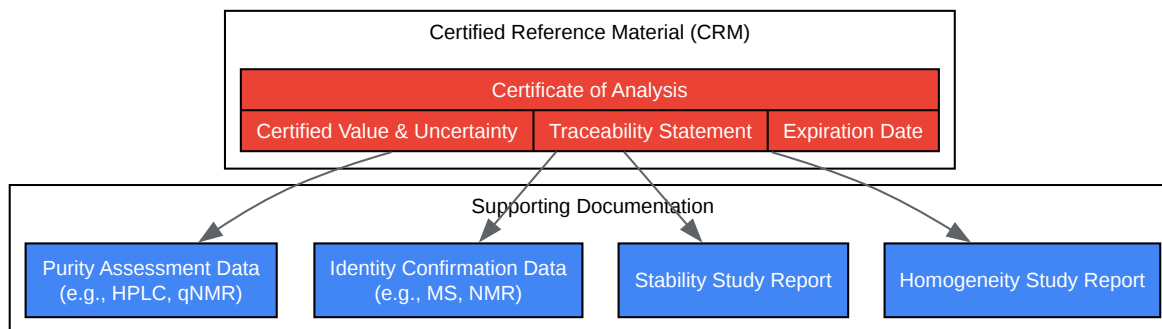 Certified Reference Material (CRM)
Certificate of Analysis
Certified Value & Uncertainty
Traceability Statement
Expiration Date
Supporting Documentation
Purity Assessment Data
(e.g., HPLC, qNMR)
Identity Confirmation Data
(e.g., MS, NMR)
Stability Study Report
Homogeneity Study Report